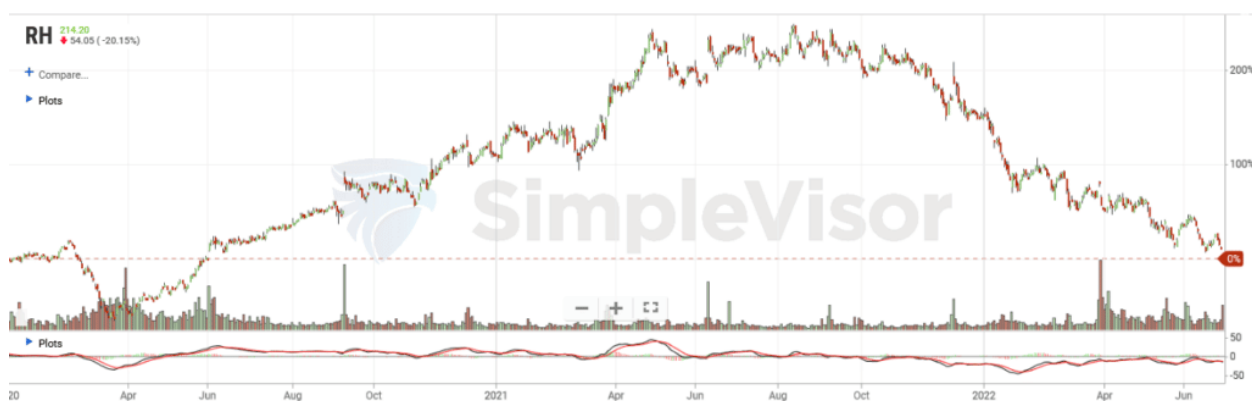 RH 214.20
54.05 ( -20.15%)
+ Compare...
Plots
200%
100%
SimpleVisor
0%
Plots
50
0
-50
20 Apr Jun Aug Oct 2021 Apr Jun Aug Oct 2022 Apr Jun